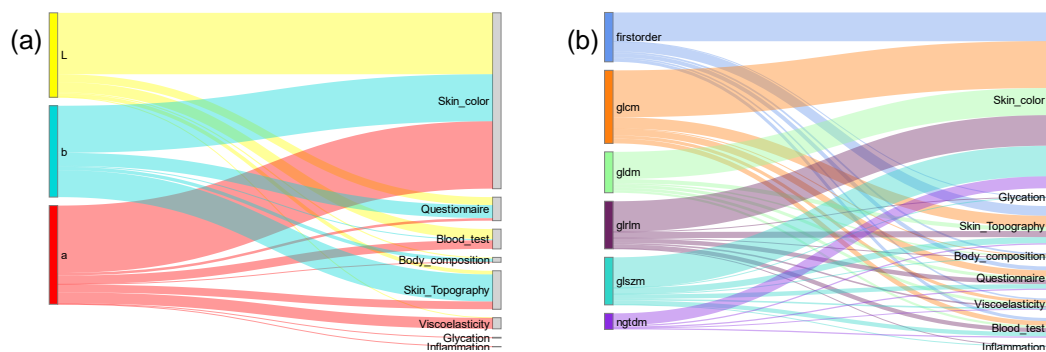 (a)
L
b
a
Skin_color
Questionnaire
Blood_test
Body_composition
Skin_Topography
Viscoelasticity
Glycation
Inflammation
(b)
firstorder
glcm
gldm
glrlm
glszm
ngtdm
Skin_color
Glycation
Skin_Topography
Body_composition
Questionnaire
Viscoelasticity
Blood_test
Inflammation